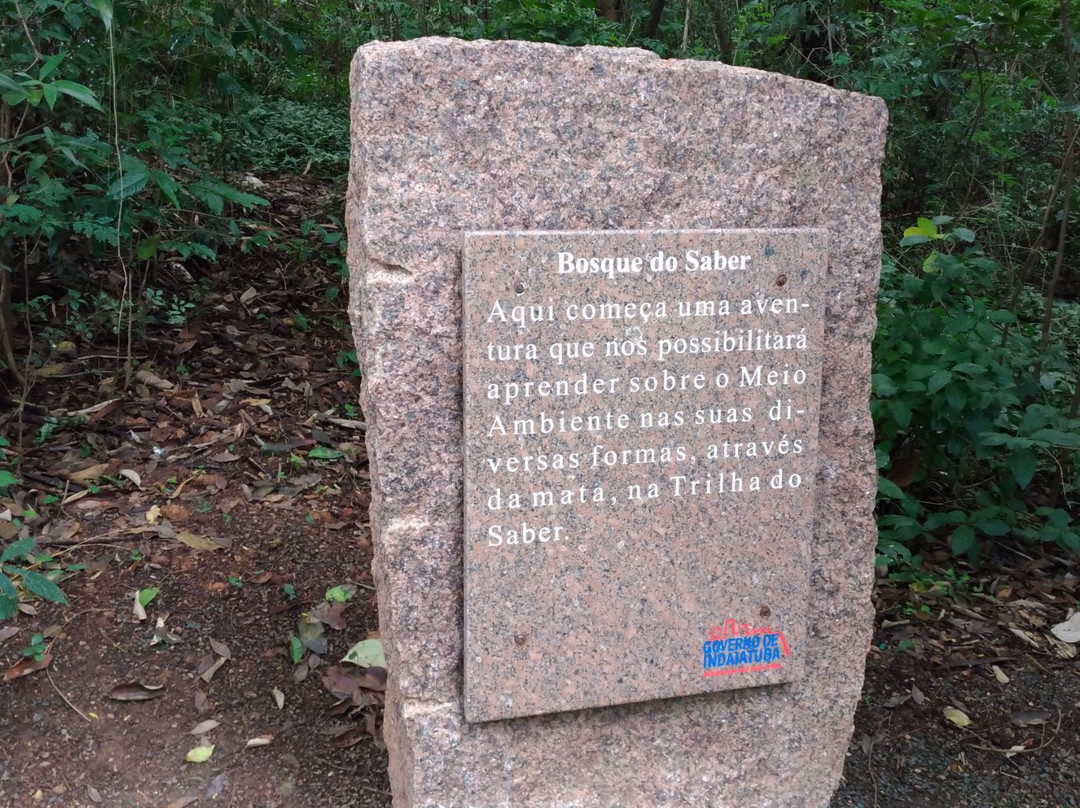 Bosque do Saber
Aqui começa uma aven-
tura que nos possibilitará
aprender sobre o Meio
Ambiente nas suas di-
versas formas, através
da mata, na Trilha do
Saber.
GOVERNO DE
INDAIATUBA